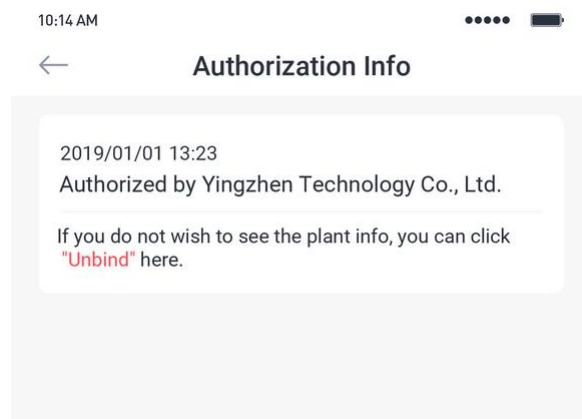 10:14 AM
Authorization Info
2019/01/01 13:23
Authorized by Yingzhen Technology Co., Ltd.
If you do not wish to see the plant info, you can click
"Unbind" here.